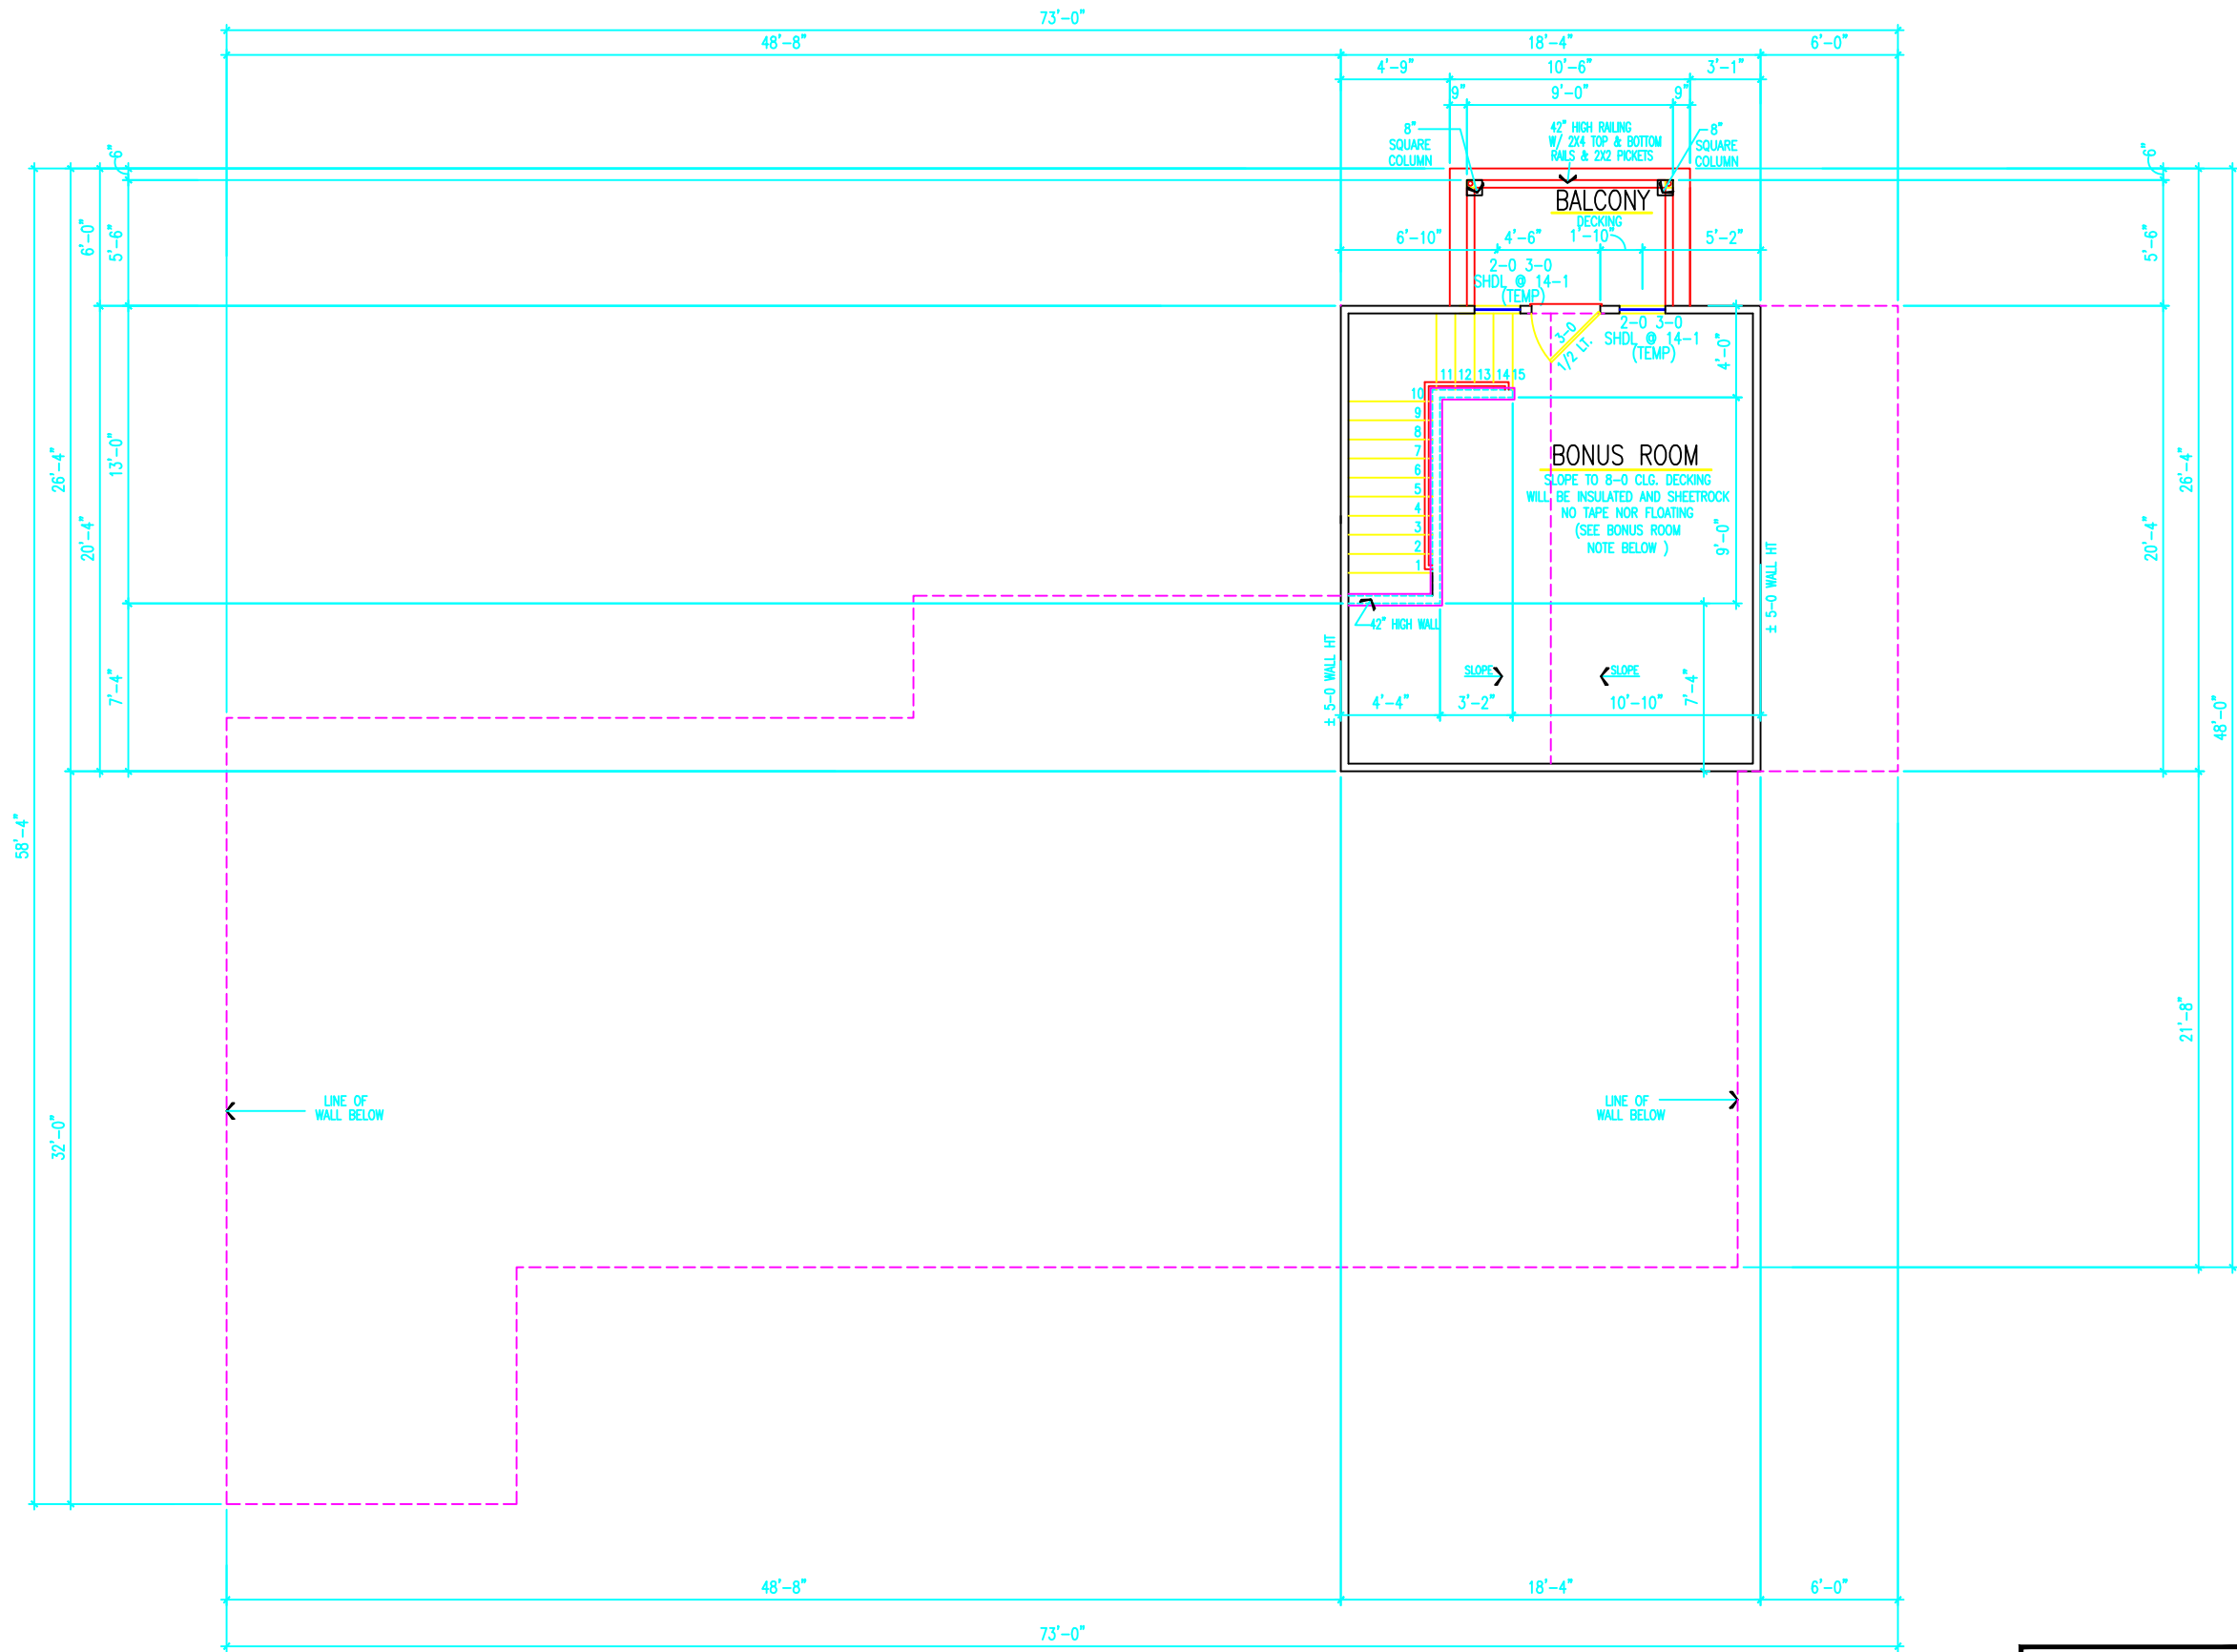 73'-0"
48'-8"
18'-4"
6'-0"
4'-9"
10'-6"
3'-1"
9"
9'-0"
9"
8"
SQUARE
COLUMN
42" HIGH RAILING
W/ 2X4 TOP & BOTTOM
RAILS & 2X2 PICKETS
8"
SQUARE
COLUMN
6"
6"
BALCONY
DECKING
6'-0"
5'-6"
5'-6"
6'-10"
4'-6"
1'-10"
5'-2"
2-0 3-0
SHDL @ 14-1
(TEMP)
3-0
1/2 LT.
2-0 3-0
SHDL @ 14-1
(TEMP)
4'-0"
11 12 13 14 15
10
9
8
7
6
5
4
3
2
1
BONUS ROOM
SLOPE TO 8-0 CLG. DECKING
WILL BE INSULATED AND SHEETROCK
NO TAPE NOR FLOATING
(SEE BONUS ROOM
NOTE BELOW )
13'-0"
26'-4"
20'-4"
9'-0"
26'-4"
20'-4"
± 5-0 WALL HT
42" HIGH WALL
± 5-0 WALL HT
SLOPE
SLOPE
7'-4"
7'-4"
4'-4"
3'-2"
10'-10"
48'-0"
58'-4"
21'-8"
32'-0"
LINE OF
WALL BELOW
LINE OF
WALL BELOW
48'-8"
18'-4"
6'-0"
73'-0"